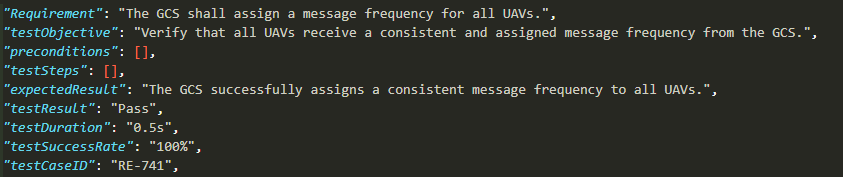 "Requirement": "The GCS shall assign a message frequency for all UAVs.",
"testObjective": "Verify that all UAVs receive a consistent and assigned message frequency from the GCS.",
"preconditions": [],
"testSteps": [],
"expectedResult": "The GCS successfully assigns a consistent message frequency to all UAVs.",
"testResult": "Pass",
"testDuration": "0.5s",
"testSuccessRate": "100%",
"testCaseID": "RE-741",